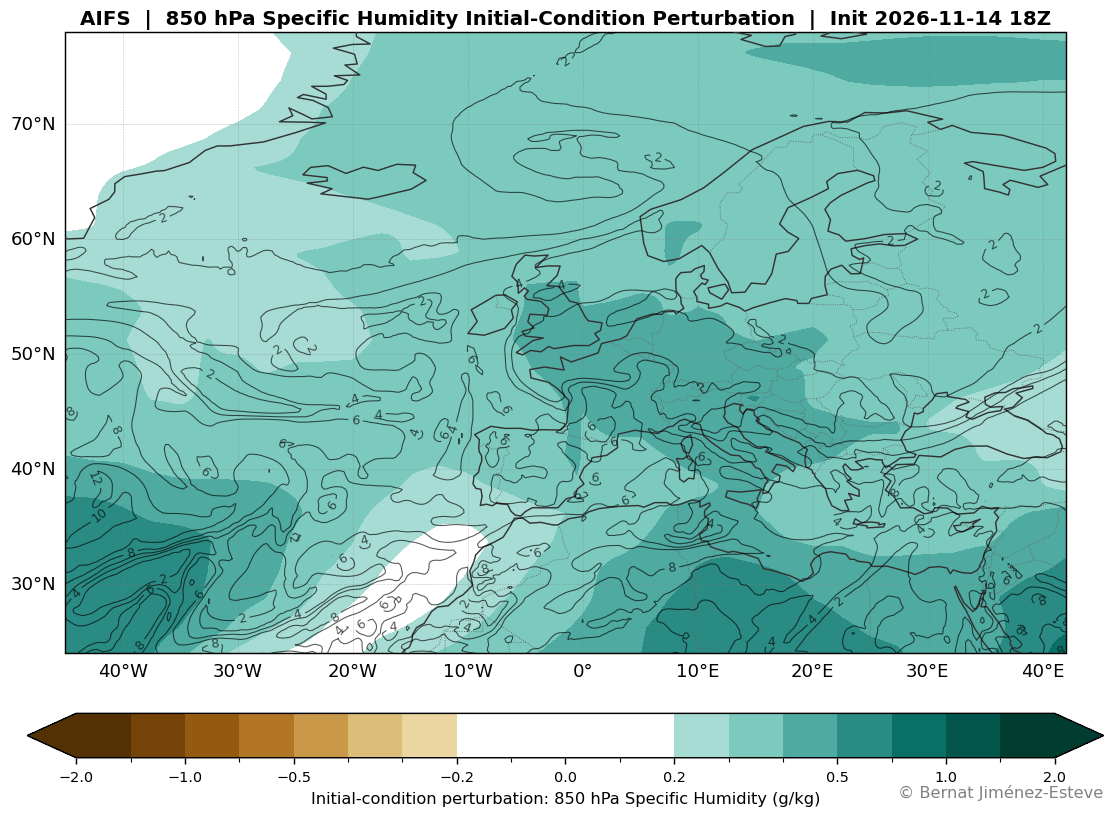 AIFS | 850 hPa Specific Humidity Initial-Condition Perturbation | Init 2026-11-14 18Z
70°N
60°N
50°N
40°N
30°N
40°W 30°W 20°W 10°W 0° 10°E 20°E 30°E 40°E
−2.0 −1.0 −0.5 −0.2 0.0 0.2 0.5 1.0 2.0
Initial-condition perturbation: 850 hPa Specific Humidity (g/kg)
© Bernat Jiménez-Esteve